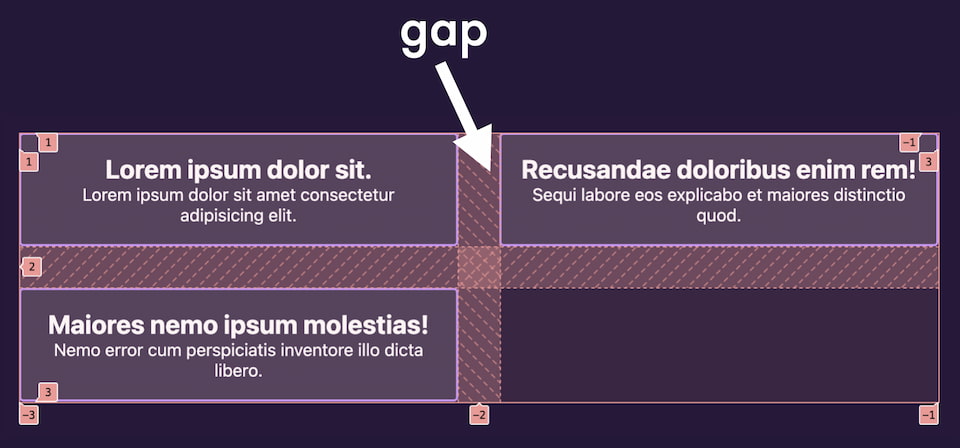 gap
1
−1
1
3
Lorem ipsum dolor sit.
Lorem ipsum dolor sit amet consectetur
adipisicing elit.
Recusandae doloribus enim rem!
Sequi labore eos explicabo et maiores distinctio
quod.
2
Maiores nemo ipsum molestias!
Nemo error cum perspiciatis inventore illo dicta
libero.
3
−3
−2
−1